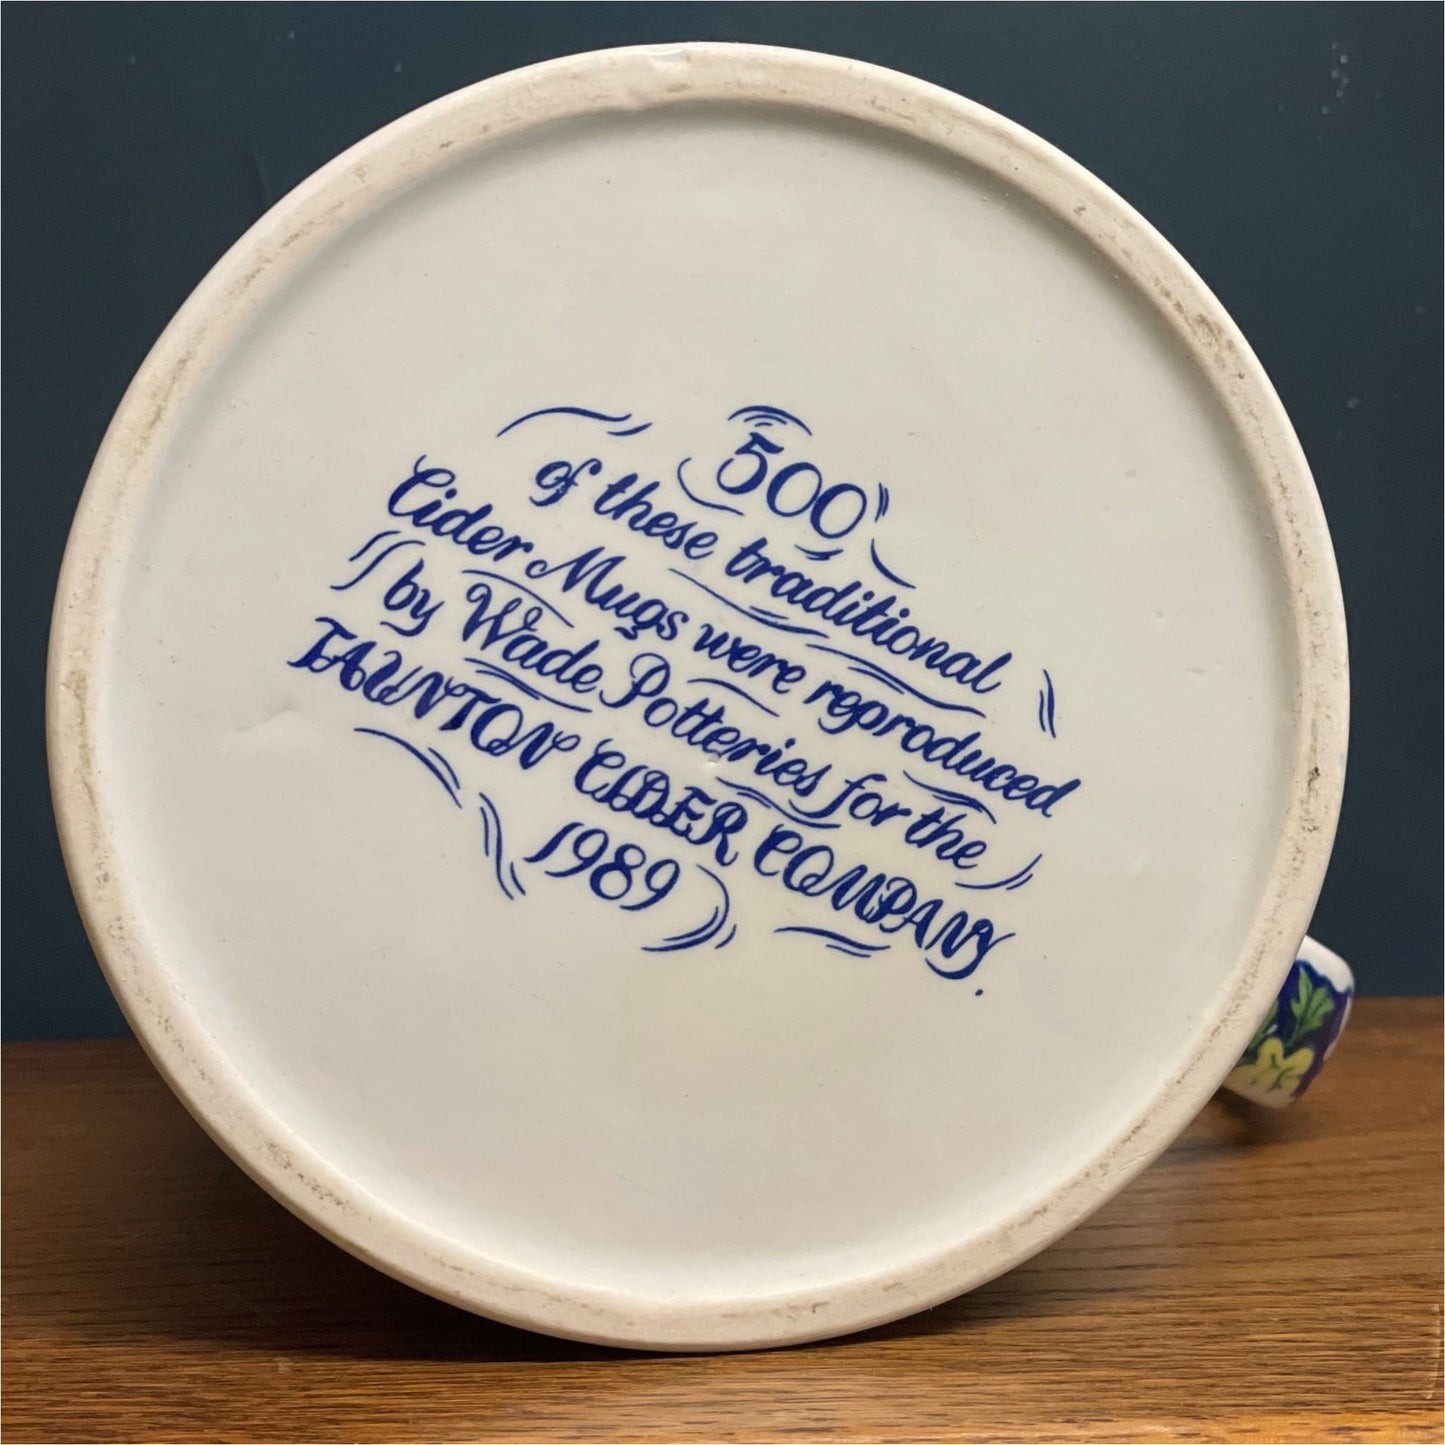 500
of these traditional
Cider Mugs were reproduced
by Wade Potteries for the
TAUNTON CIDER COMPANY.
1989